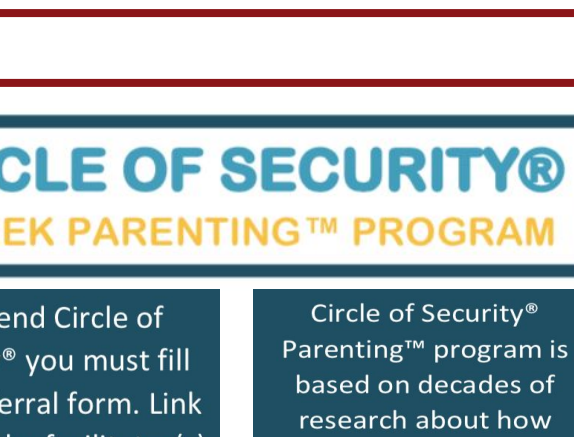 CLE OF SECURITY®
EK PARENTING™ PROGRAM
end Circle of
® you must fill
erral form. Link
Circle of Security®
Parenting™ program is
based on decades of
research about how